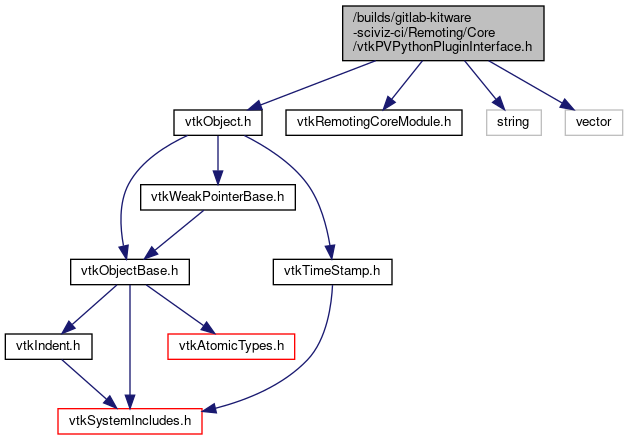 /builds/gitlab-kitware
-sciviz-ci/Remoting/Core
/vtkPVPythonPluginInterface.h
vtkObject.h
vtkRemotingCoreModule.h
string
vector
vtkWeakPointerBase.h
vtkObjectBase.h
vtkTimeStamp.h
vtkIndent.h
vtkAtomicTypes.h
vtkSystemIncludes.h